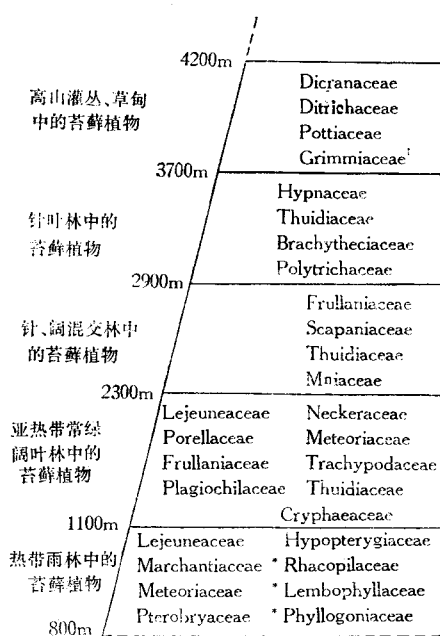 4200m
高山灌丛、草甸
中的苔藓植物
Dicranaceae
Ditrichaceae
Pottiaceae
Grimmiaceae
3700m
针叶林中的
苔藓植物
Hypnaceae
Thuidiaceae
Brachytheciaceae
Polytrichaceae
2900m
针、阔混交林中
的苔藓植物
Frullaniaceae
Scapaniaceae
Thuidiaceae
Mniaceae
2300m
亚热带常绿
阔叶林中的
苔藓植物
Lejeuneaceae Neckeraceae
Porellaceae Meteoriaceae
Frullaniaceae Trachypodaceae
Plagiochilaceae Thuidiaceae
Cryphaeaceae
1100m
热带雨林中的
苔藓植物
Lejeuneaceae Hypopterygiaceae
Marchantiaceae * Rhacopilaceae
Meteoriaceae * Lembophyllaceae
Pterobryaceae * Phyllogoniaceae
800m